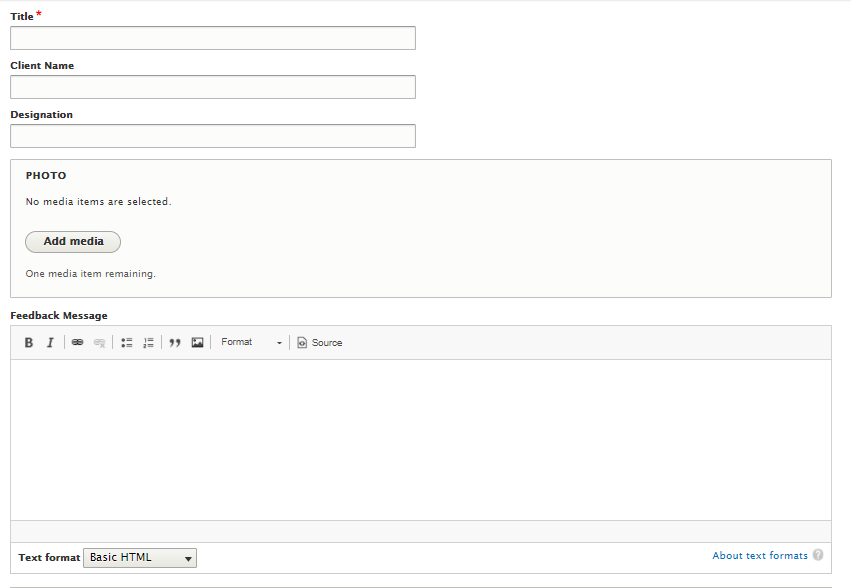 Title *
Client Name
Designation
PHOTO
No media items are selected.
Add media
One media item remaining.
Feedback Message
B I Format Source
Text format Basic HTML About text formats ?